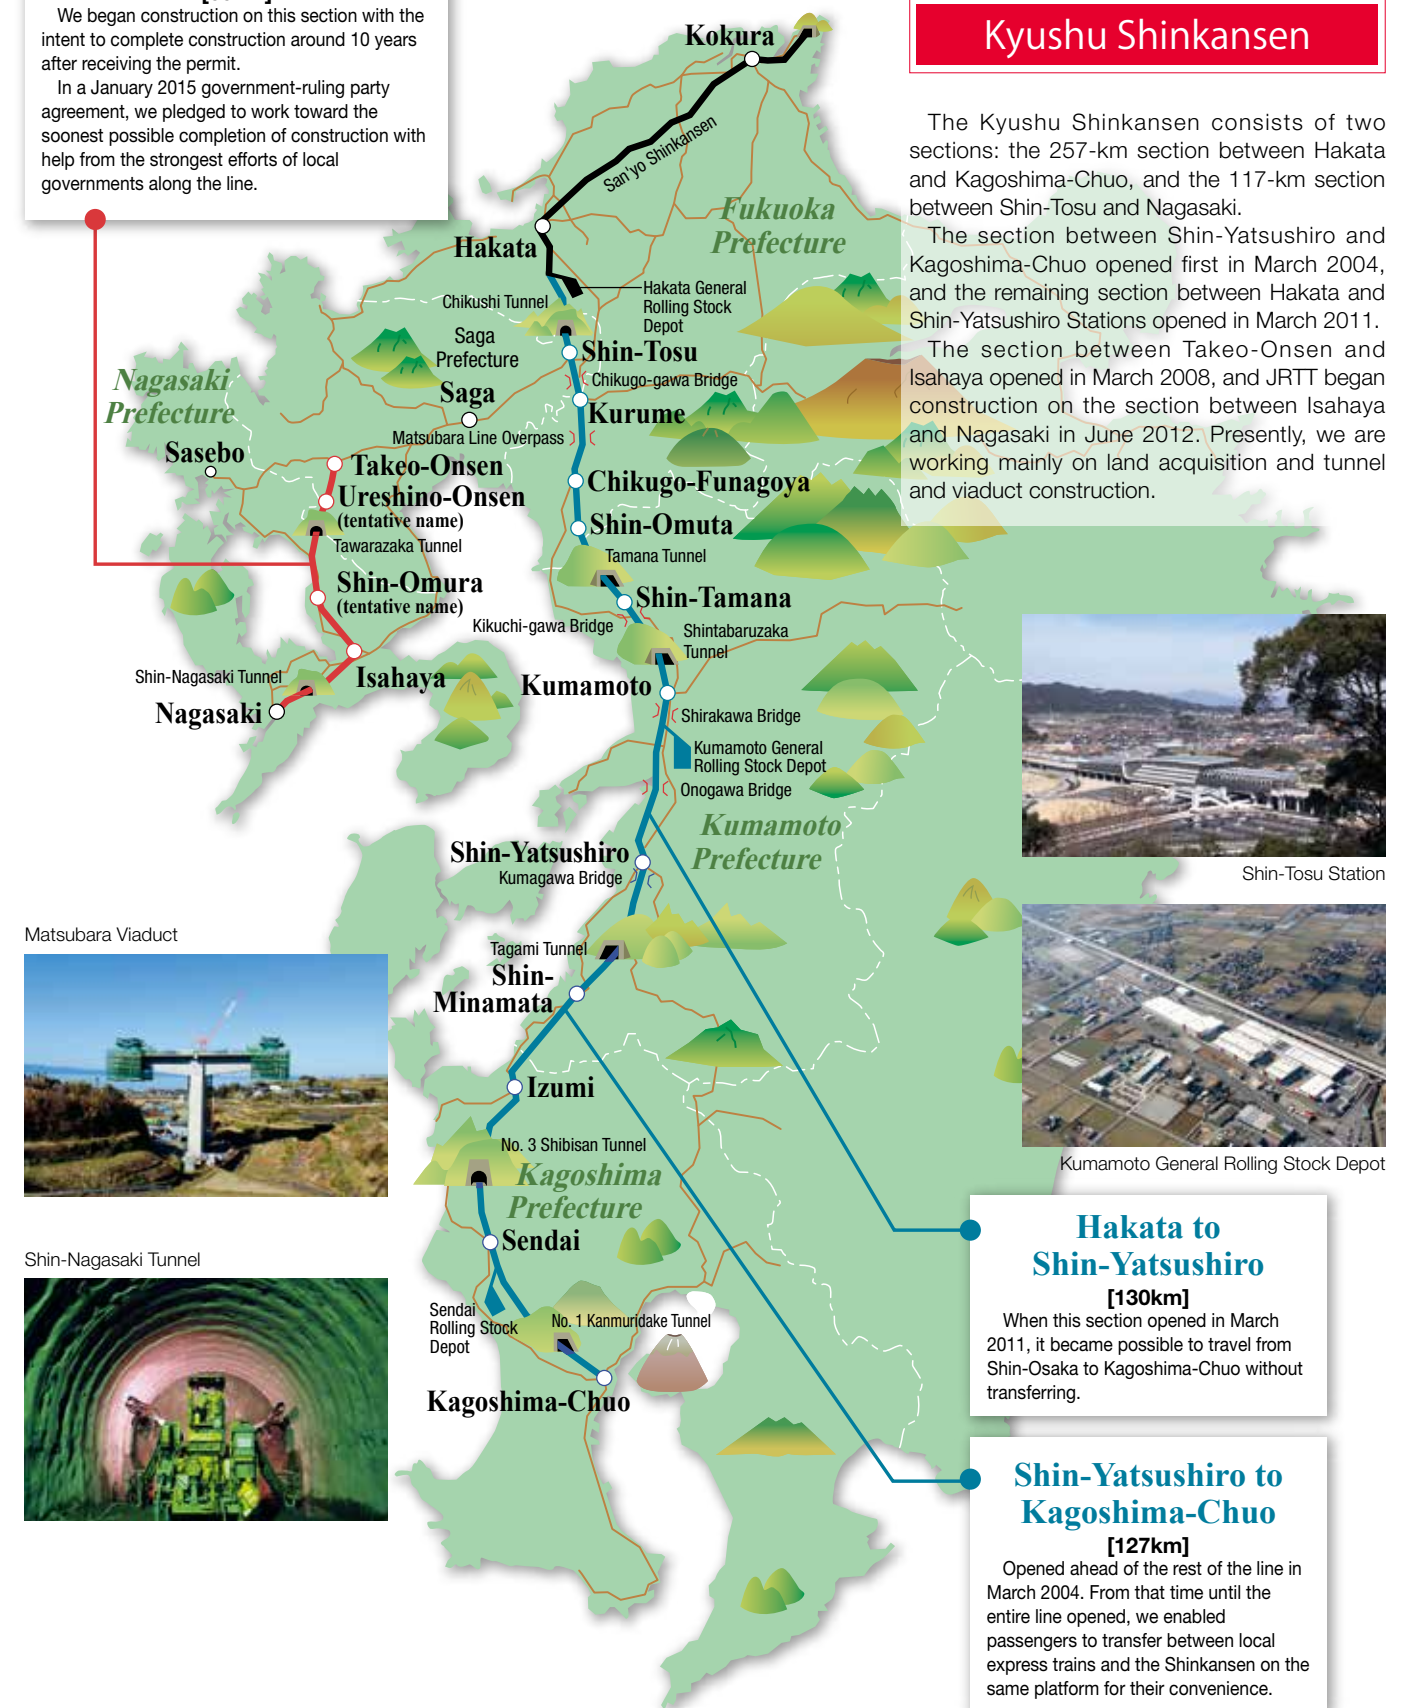 We began construction on this section with the
intent to complete construction around 10 years
after receiving the permit.
In a January 2015 government-ruling party
agreement, we pledged to work toward the
soonest possible completion of construction with
help from the strongest efforts of local
governments along the line.
Kyushu Shinkansen
The Kyushu Shinkansen consists of two
sections: the 257-km section between Hakata
and Kagoshima-Chuo, and the 117-km section
between Shin-Tosu and Nagasaki.
The section between Shin-Yatsushiro and
Kagoshima-Chuo opened first in March 2004,
and the remaining section between Hakata and
Shin-Yatsushiro Stations opened in March 2011.
The section between Takeo-Onsen and
Isahaya opened in March 2008, and JRTT began
construction on the section between Isahaya
and Nagasaki in June 2012. Presently, we are
working mainly on land acquisition and tunnel
and viaduct construction.
Kokura
San'yo Shinkansen
Fukuoka
Prefecture
Hakata
Hakata General
Rolling Stock
Depot
Chikushi Tunnel
Saga
Prefecture
Shin-Tosu
Chikugo-gawa Bridge
Nagasaki
Prefecture
Saga
Kurume
Matsubara Line Overpass
Sasebo
Takeo-Onsen
Ureshino-Onsen
(tentative name)
Chikugo-Funagoya
Shin-Omuta
Tawarazaka Tunnel
Tamana Tunnel
Shin-Omura
(tentative name)
Shin-Tamana
Kikuchi-gawa Bridge
Shintabaruzaka
Tunnel
Shin-Nagasaki Tunnel
Isahaya
Kumamoto
Nagasaki
Shirakawa Bridge
Kumamoto General
Rolling Stock Depot
Onogawa Bridge
Kumamoto
Prefecture
Shin-Yatsushiro
Kumagawa Bridge
Shin-Tosu Station
Matsubara Viaduct
Tagami Tunnel
Shin-
Minamata
Izumi
No. 3 Shibisan Tunnel
Kagoshima
Prefecture
Kumamoto General Rolling Stock Depot
Sendai
Shin-Nagasaki Tunnel
Sendai
Rolling Stock
Depot
No. 1 Kanmuridake Tunnel
Kagoshima-Chuo
Hakata to
Shin-Yatsushiro
[130km]
When this section opened in March
2011, it became possible to travel from
Shin-Osaka to Kagoshima-Chuo without
transferring.
Shin-Yatsushiro to
Kagoshima-Chuo
[127km]
Opened ahead of the rest of the line in
March 2004. From that time until the
entire line opened, we enabled
passengers to transfer between local
express trains and the Shinkansen on the
same platform for their convenience.